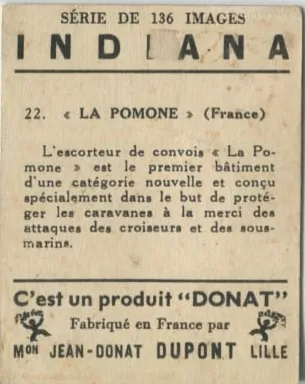 SÉRIE DE 136 IMAGES
INDIANA
22. « LA POMONE » (France)
L'escorteur de convois « La Po-
mone » est le premier bâtiment
d'une catégorie nouvelle et conçu
spécialement dans le but de proté-
ger les caravanes à la merci des
attaques des croiseurs et des sous-
marins.
C'est un produit "DONAT"
Fabriqué en France par
Mon JEAN-DONAT DUPONT LILLE